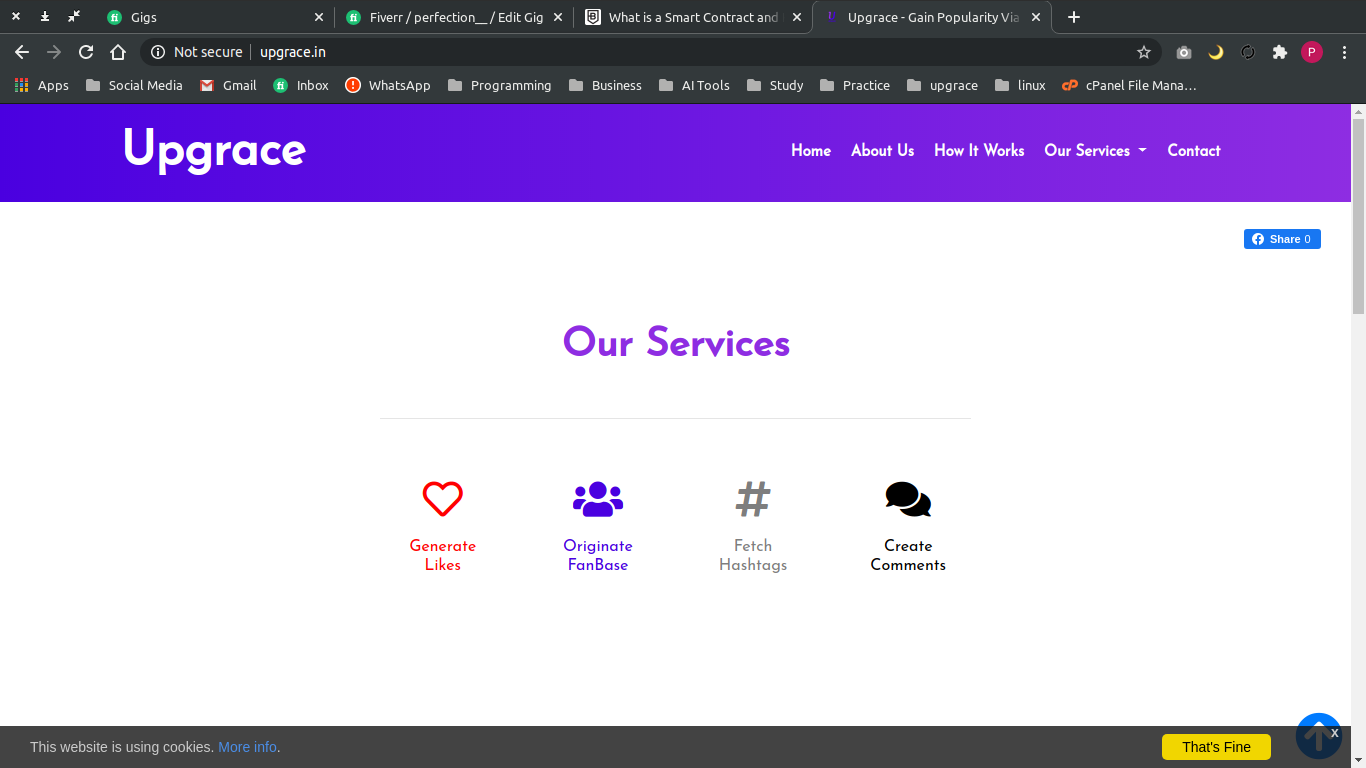 Gigs
Fiverr / perfection__ / Edit Gig
What is a Smart Contract and
Upgrace - Gain Popularity Via
Not secure
upgrace.in
P
Apps
Social Media
Gmail
Inbox
WhatsApp
Programming
Business
AI Tools
Study
Practice
upgrace
linux
cPanel File Mana…
Upgrace
Home
About Us
How It Works
Our Services
Contact
Share 0
Our Services
Generate
Likes
Originate
FanBase
Fetch
Hashtags
Create
Comments
This website is using cookies. More info.
That's Fine
x